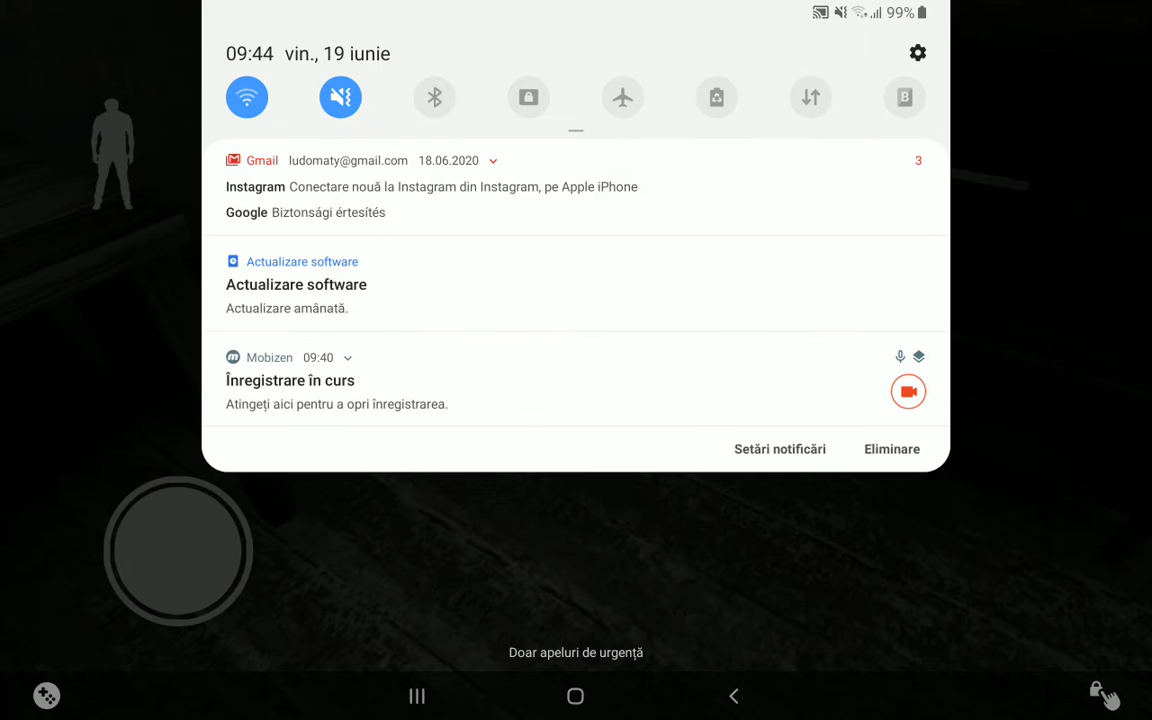 99%
09:44 vin., 19 iunie
Gmail ludomaty@gmail.com 18.06.2020 3
Instagram Conectare nouă la Instagram din Instagram, pe Apple iPhone
Google Biztonsági értesítés
Actualizare software
Actualizare software
Actualizare amânată.
Mobizen 09:40
Înregistrare în curs
Atingeți aici pentru a opri înregistrarea.
Setări notificări Eliminare
Doar apeluri de urgență